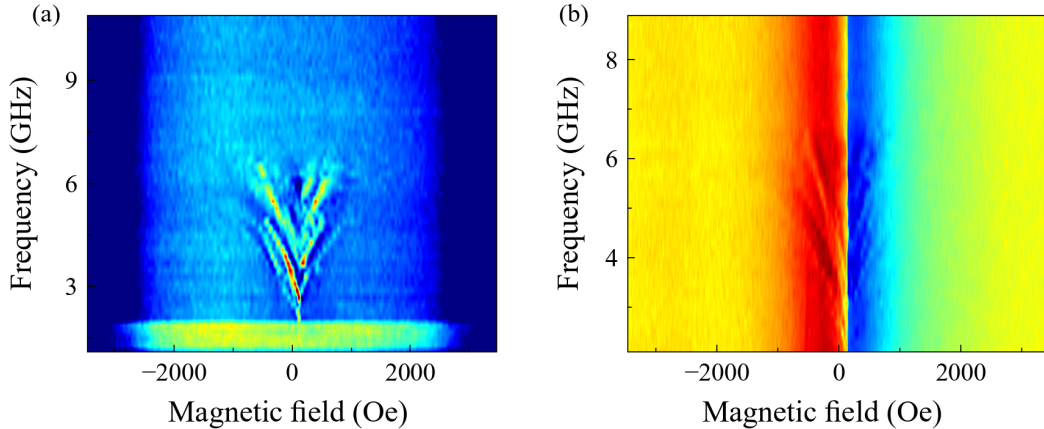 (a)
9
6
3
Frequency (GHz)
−2000
0
2000
Magnetic field (Oe)
(b)
8
6
4
Frequency (GHz)
−2000
0
2000
Magnetic field (Oe)